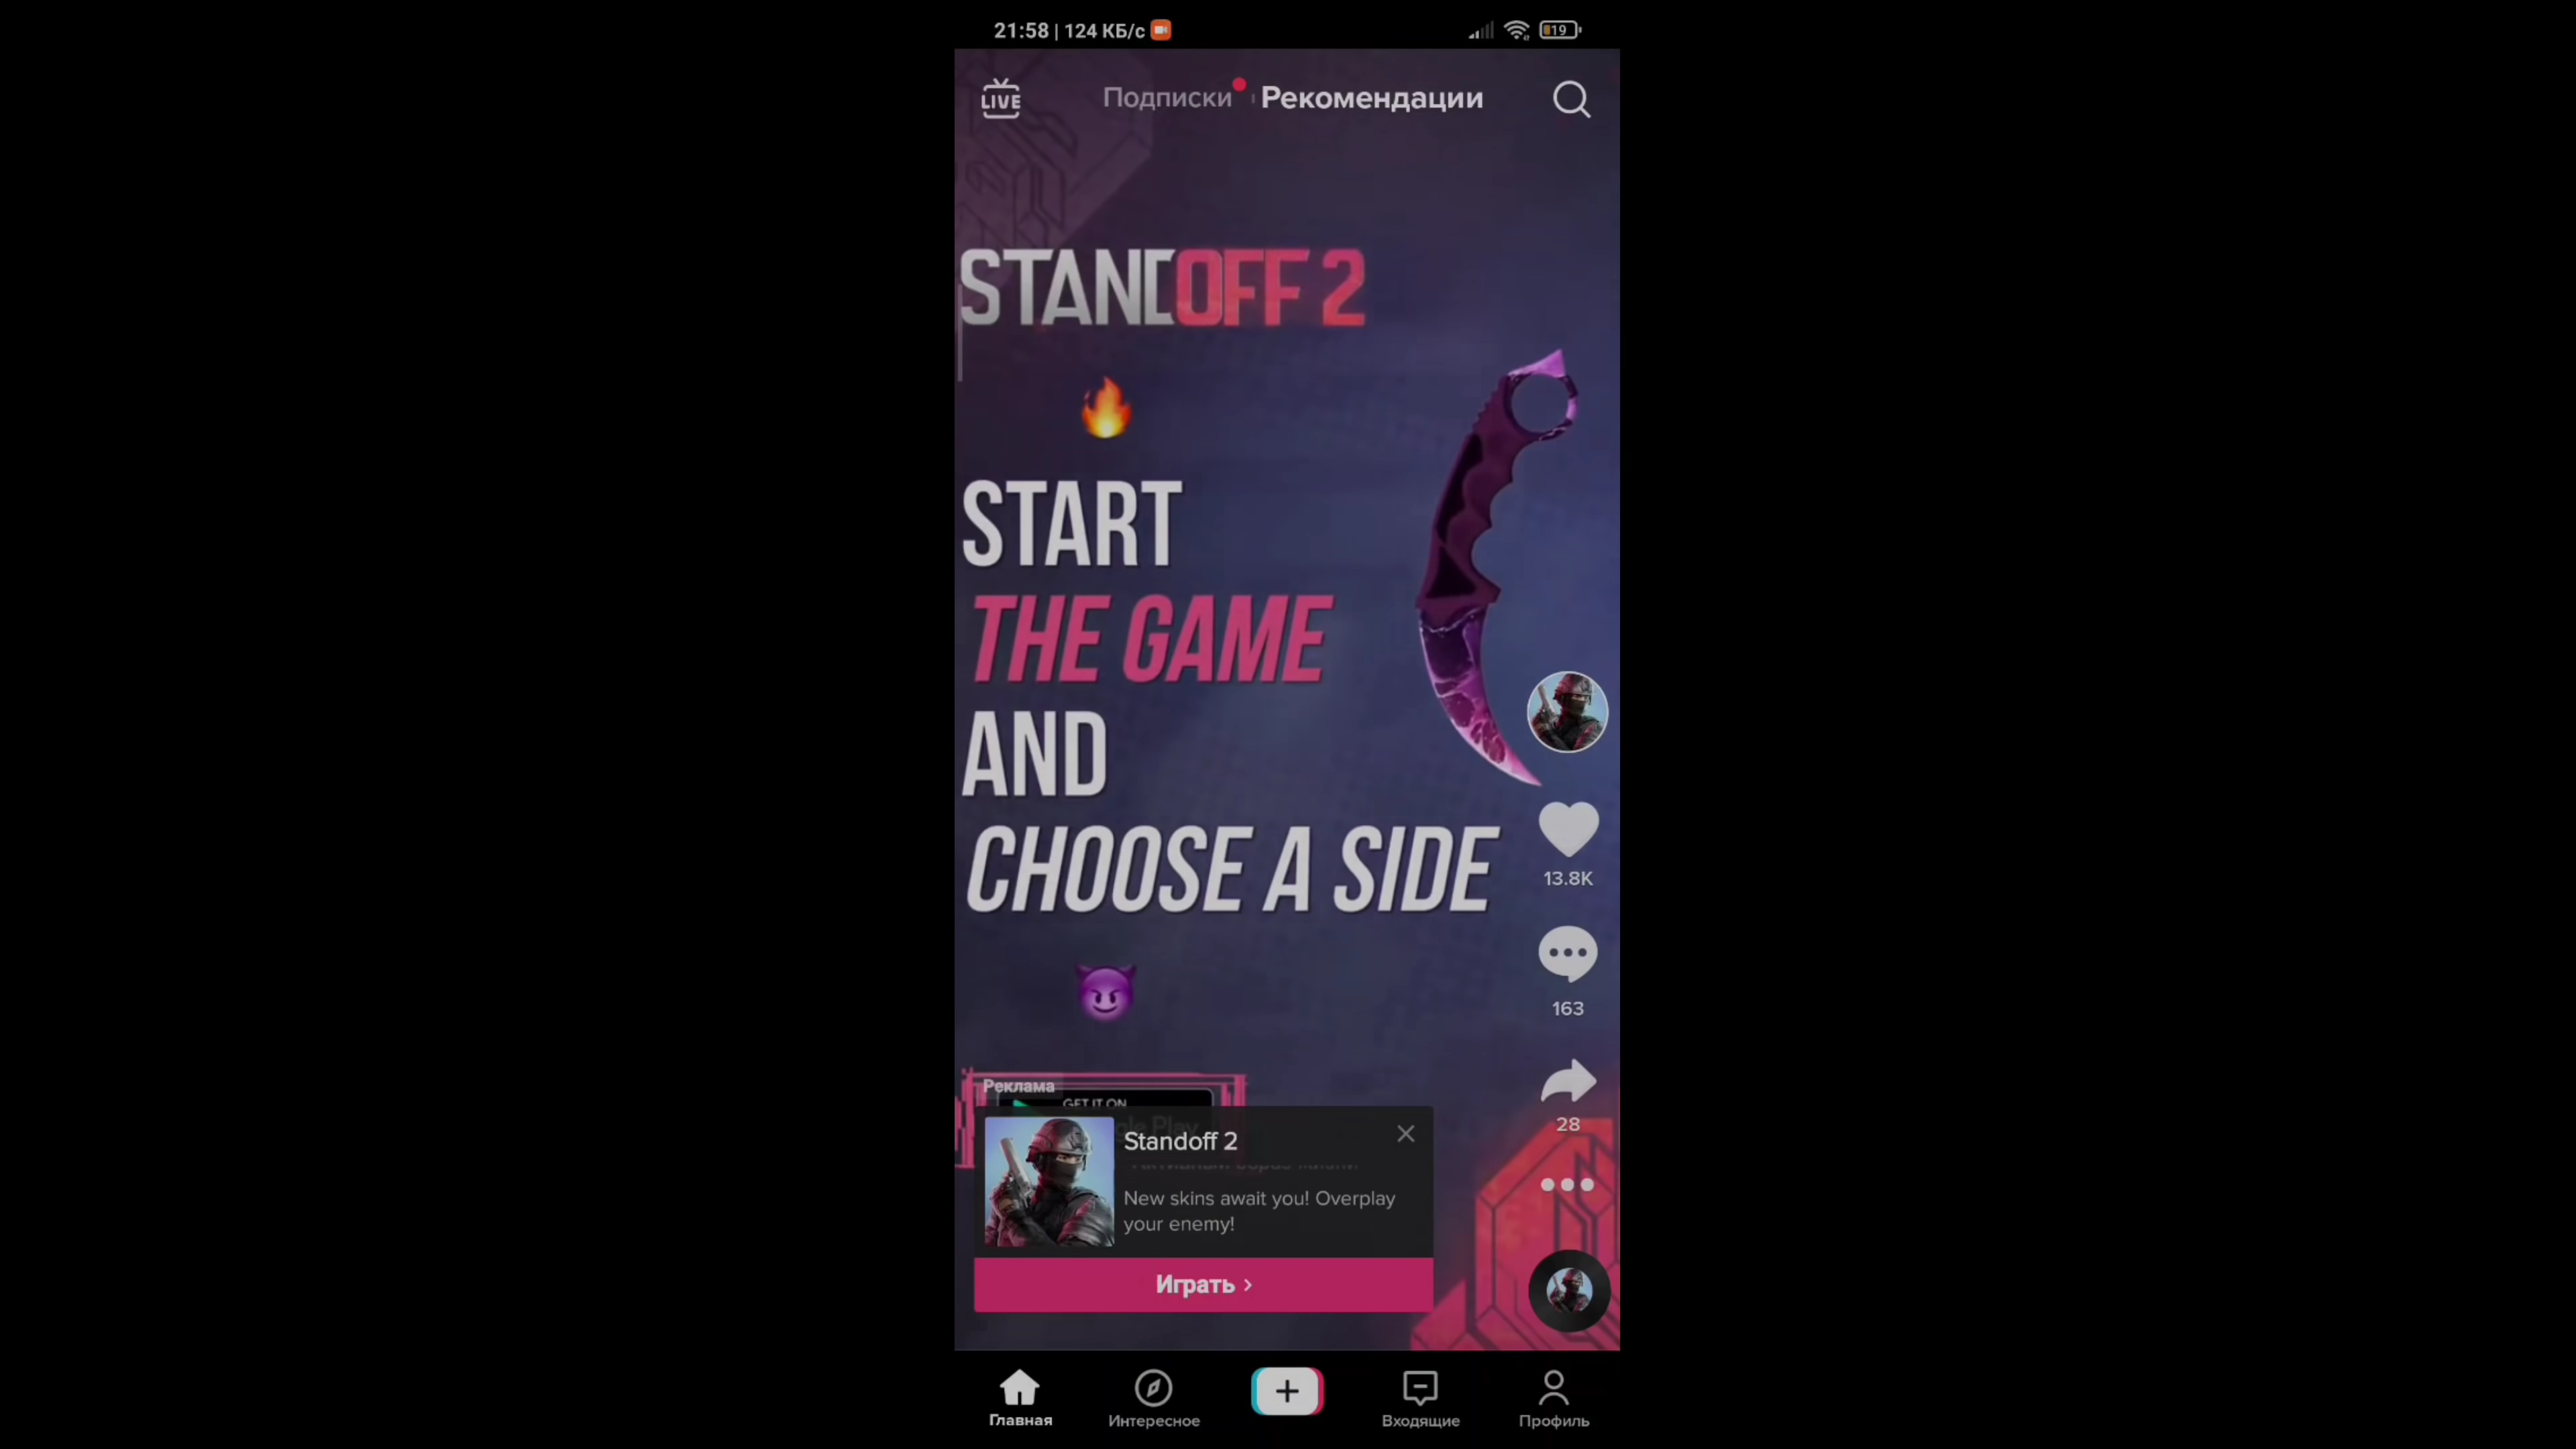 21:58 | 124 КБ/с
19
LIVE
Подписки
Рекомендации
STANDOFF 2
START
THE GAME
AND
CHOOSE A SIDE
13.8K
163
28
Реклама
GET IT ON
Standoff 2
New skins await you! Overplay
your enemy!
Играть >
Главная
Интересное
Входящие
Профиль